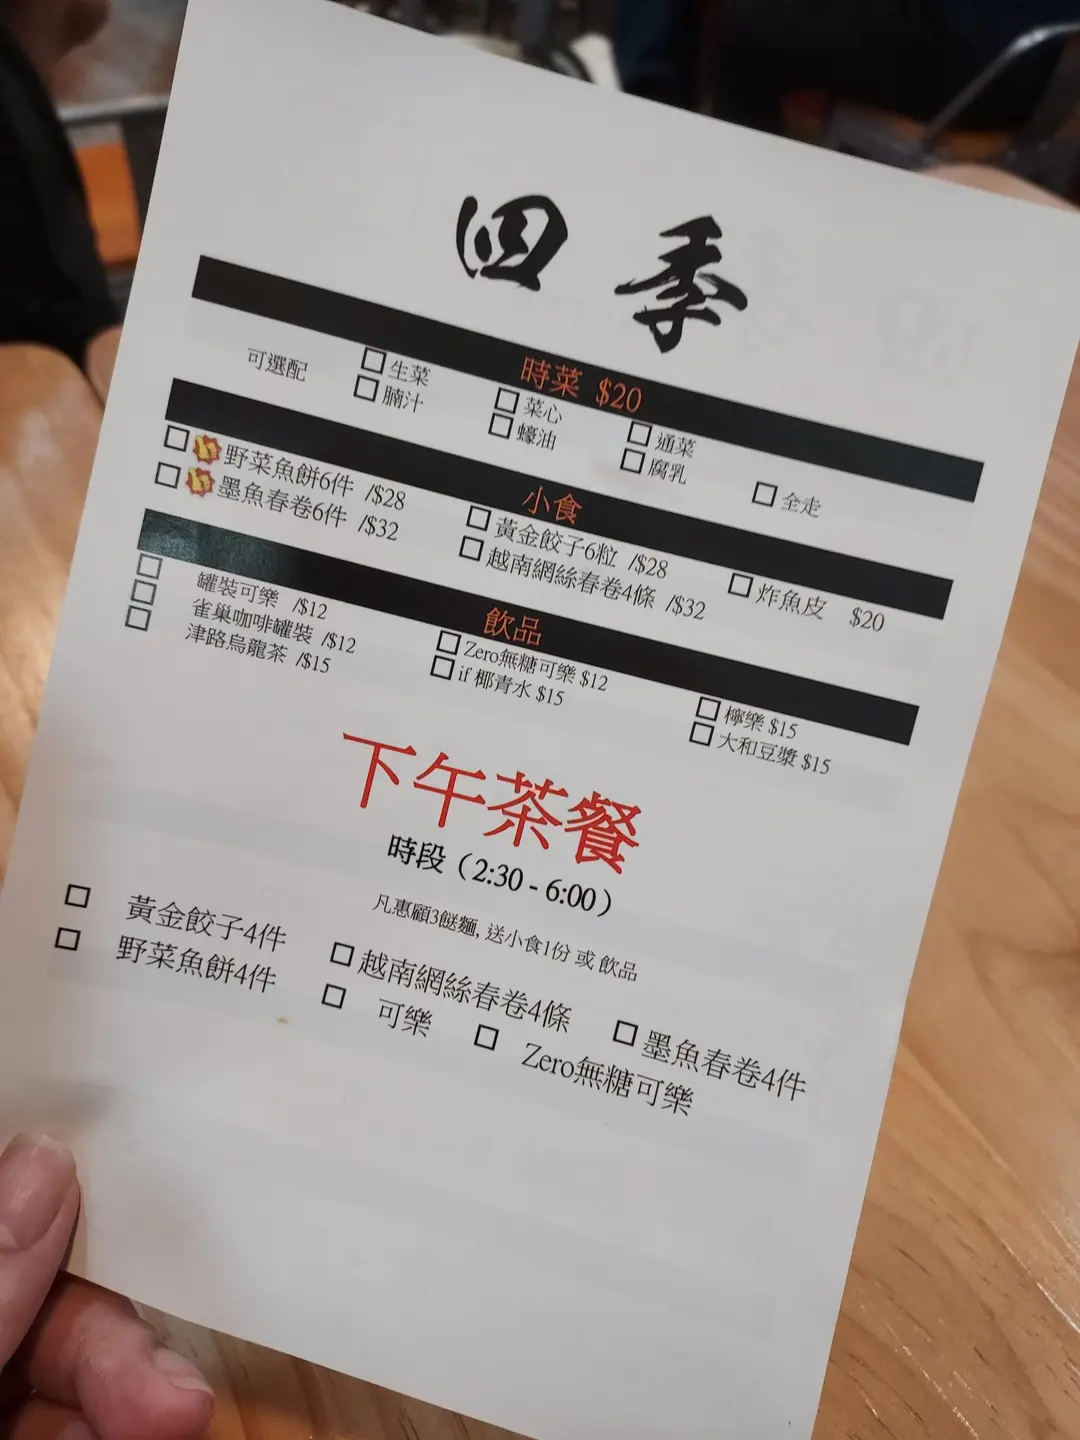 四季
時菜 $20
可選配 □生菜 □菜心 □通菜
□腩汁 □蠔油 □腐乳 □全走
小食
□野菜魚餅6件 /$28 □黃金餃子6粒 /$28 □炸魚皮 $20
□墨魚春卷6件 /$32 □越南網絲春卷4條 /$32
飲品
□ 罐裝可樂 /$12 □Zero無糖可樂 $12 □檸樂 $15
□ 雀巢咖啡罐裝 /$12 □if 椰青水 $15 □大和豆漿 $15
□ 津路烏龍茶 /$15
下午茶餐
時段（2:30 - 6:00）
凡惠顧3餸麵, 送小食1份 或 飲品
□ 黃金餃子4件 □越南網絲春卷4條 □墨魚春卷4件
□ 野菜魚餅4件 □ 可樂 □ Zero無糖可樂